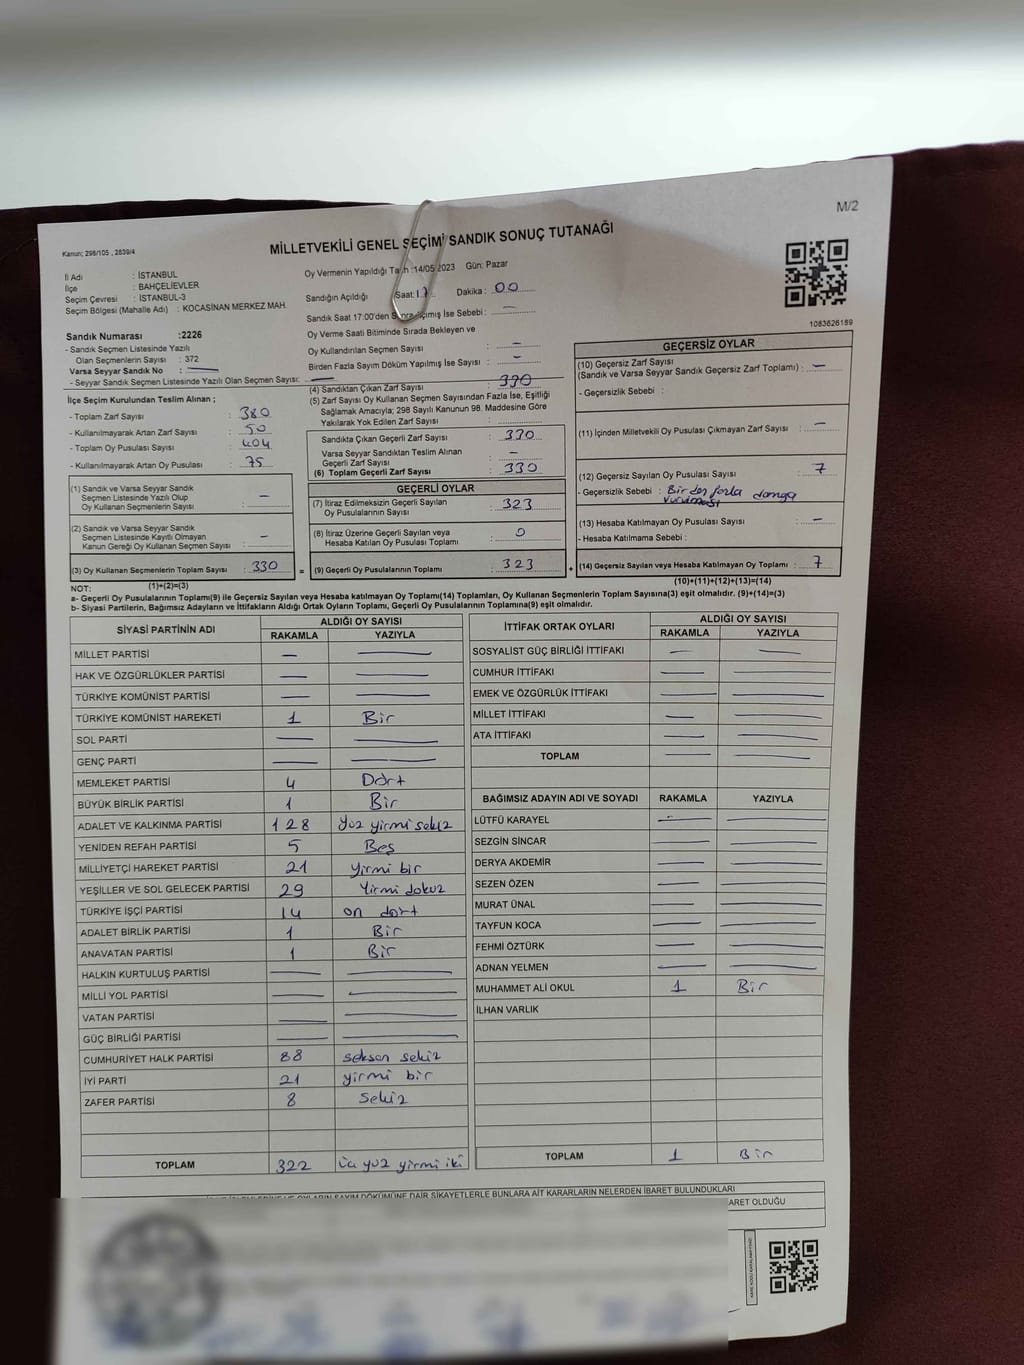 M/2
Kanun; 298/105 , 2839/4
MİLLETVEKİLİ GENEL SEÇİMİ SANDIK SONUÇ TUTANAĞI
İl Adı : İSTANBUL
İlçe : BAHÇELİEVLER
Seçim Çevresi : İSTANBUL-3
Seçim Bölgesi (Mahalle Adı) : KOCASİNAN MERKEZ MAH.
Oy Vermenin Yapıldığı Tarih :14/05/2023 Gün: Pazar
Sandığın Açıldığı Saat:17 Dakika : 00
Sandık Saat 17:00'den Sonra Açılmış İse Sebebi : —
Oy Verme Saati Bitiminde Sırada Bekleyen ve
Oy Kullandırılan Seçmen Sayısı : —
Birden Fazla Sayım Döküm Yapılmış İse Sayısı : —
1083626189
Sandık Numarası :2226
- Sandık Seçmen Listesinde Yazılı
Olan Seçmenlerin Sayısı : 372
Varsa Seyyar Sandık No : —
- Seyyar Sandık Seçmen Listesinde Yazılı Olan Seçmen Sayısı: —
İlçe Seçim Kurulundan Teslim Alınan ;
- Toplam Zarf Sayısı : 380
- Kullanılmayarak Artan Zarf Sayısı : 50
- Toplam Oy Pusulası Sayısı : 404
- Kullanılmayarak Artan Oy Pusulası : 75
(1) Sandık ve Varsa Seyyar Sandık
Seçmen Listesinde Yazılı Olup
Oy Kullanan Seçmenlerin Sayısı : —
(2) Sandık ve Varsa Seyyar Sandık
Seçmen Listesinde Kayıtlı Olmayan
Kanun Gereği Oy Kullanan Seçmen Sayısı : —
(3) Oy Kullanan Seçmenlerin Toplam Sayısı : 330
(1)+(2)=(3)
(4) Sandıktan Çıkan Zarf Sayısı : 330
(5) Zarf Sayısı Oy Kullanan Seçmen Sayısından Fazla İse, Eşitliği
Sağlamak Amacıyla; 298 Sayılı Kanunun 98. Maddesine Göre
Yakılarak Yok Edilen Zarf Sayısı :
Sandıkta Çıkan Geçerli Zarf Sayısı : 330
Varsa Seyyar Sandıktan Teslim Alınan
Geçerli Zarf Sayısı : —
(6) Toplam Geçerli Zarf Sayısı : 330
GEÇERLİ OYLAR
(7) İtiraz Edilmeksizin Geçerli Sayılan
Oy Pusulalarının Sayısı : 323
(8) İtiraz Üzerine Geçerli Sayılan veya
Hesaba Katılan Oy Pusulası Toplamı : 0
= (9) Geçerli Oy Pusulalarının Toplamı : 323 +
GEÇERSİZ OYLAR
(10) Geçersiz Zarf Sayısı
(Sandık ve Varsa Seyyar Sandık Geçersiz Zarf Toplamı) : —
- Geçersizlik Sebebi :
(11) İçinden Milletvekili Oy Pusulası Çıkmayan Zarf Sayısı : —
(12) Geçersiz Sayılan Oy Pusulası Sayısı : 7
- Geçersizlik Sebebi : Birden fazla damga
vurulması
(13) Hesaba Katılmayan Oy Pusulası Sayısı : —
- Hesaba Katılmama Sebebi :
(14) Geçersiz Sayılan veya Hesaba Katılmayan Oy Toplamı : 7
(10)+(11)+(12)+(13)=(14)
NOT:
a- Geçerli Oy Pusulalarının Toplamı(9) ile Geçersiz Sayılan veya Hesaba katılmayan Oy Toplamı(14) Toplamları, Oy Kullanan Seçmenlerin Toplam Sayısına(3) eşit olmalıdır. (9)+(14)=(3)
b- Siyasi Partilerin, Bağımsız Adayların ve İttifakların Aldığı Ortak Oyların Toplamı, Geçerli Oy Pusulalarının Toplamına(9) eşit olmalıdır.
SİYASİ PARTİNİN ADI ALDIĞI OY SAYISI
RAKAMLA YAZIYLA
MİLLET PARTİSİ — —
HAK VE ÖZGÜRLÜKLER PARTİSİ — —
TÜRKİYE KOMÜNİST PARTİSİ — —
TÜRKİYE KOMÜNİST HAREKETİ 1 Bir
SOL PARTİ — —
GENÇ PARTİ — —
MEMLEKET PARTİSİ 4 Dört
BÜYÜK BİRLİK PARTİSİ 1 Bir
ADALET VE KALKINMA PARTİSİ 128 yüz yirmi sekiz
YENİDEN REFAH PARTİSİ 5 Beş
MİLLİYETÇİ HAREKET PARTİSİ 21 yirmi bir
YEŞİLLER VE SOL GELECEK PARTİSİ 29 Yirmi dokuz
TÜRKİYE İŞÇİ PARTİSİ 14 on dört
ADALET BİRLİK PARTİSİ 1 Bir
ANAVATAN PARTİSİ 1 Bir
HALKIN KURTULUŞ PARTİSİ — —
MİLLİ YOL PARTİSİ — —
VATAN PARTİSİ — —
GÜÇ BİRLİĞİ PARTİSİ — —
CUMHURİYET HALK PARTİSİ 88 seksen sekiz
İYİ PARTİ 21 yirmi bir
ZAFER PARTİSİ 8 Sekiz
TOPLAM 322 üç yüz yirmi iki
İTTİFAK ORTAK OYLARI ALDIĞI OY SAYISI
RAKAMLA YAZIYLA
SOSYALİST GÜÇ BİRLİĞİ İTTİFAKI — —
CUMHUR İTTİFAKI — —
EMEK VE ÖZGÜRLÜK İTTİFAKI — —
MİLLET İTTİFAKI — —
ATA İTTİFAKI — —
TOPLAM — —
BAĞIMSIZ ADAYIN ADI VE SOYADI RAKAMLA YAZIYLA
LÜTFÜ KARAYEL — —
SEZGİN SİNCAR — —
DERYA AKDEMİR — —
SEZEN ÖZEN — —
MURAT ÜNAL — —
TAYFUN KOCA — —
FEHMİ ÖZTÜRK — —
ADNAN YELMEN — —
MUHAMMET ALİ OKUL 1 Bir
İLHAN VARLIK
TOPLAM 1 Bir
OYLARIN SAYIM DÖKÜMÜNE DAİR ŞİKAYETLERLE BUNLARA AİT KARARLARIN NELERDEN İBARET BULUNDUKLARI
İBARET OLDUĞU